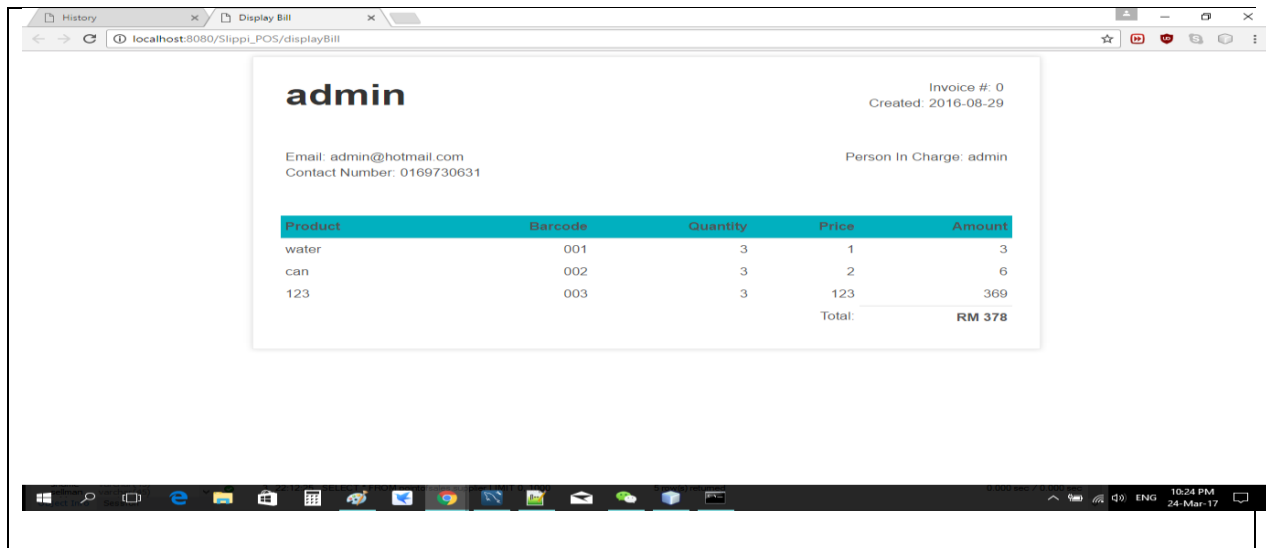 History
Display Bill
localhost:8080/Slippi_POS/displayBill
admin
Invoice #: 0
Created: 2016-08-29
Email: admin@hotmail.com
Person In Charge: admin
Contact Number: 0169730631
Product Barcode Quantity Price Amount
water 001 3 1 3
can 002 3 2 6
123 003 3 123 369
Total: RM 378
ENG
10:24 PM
24-Mar-17